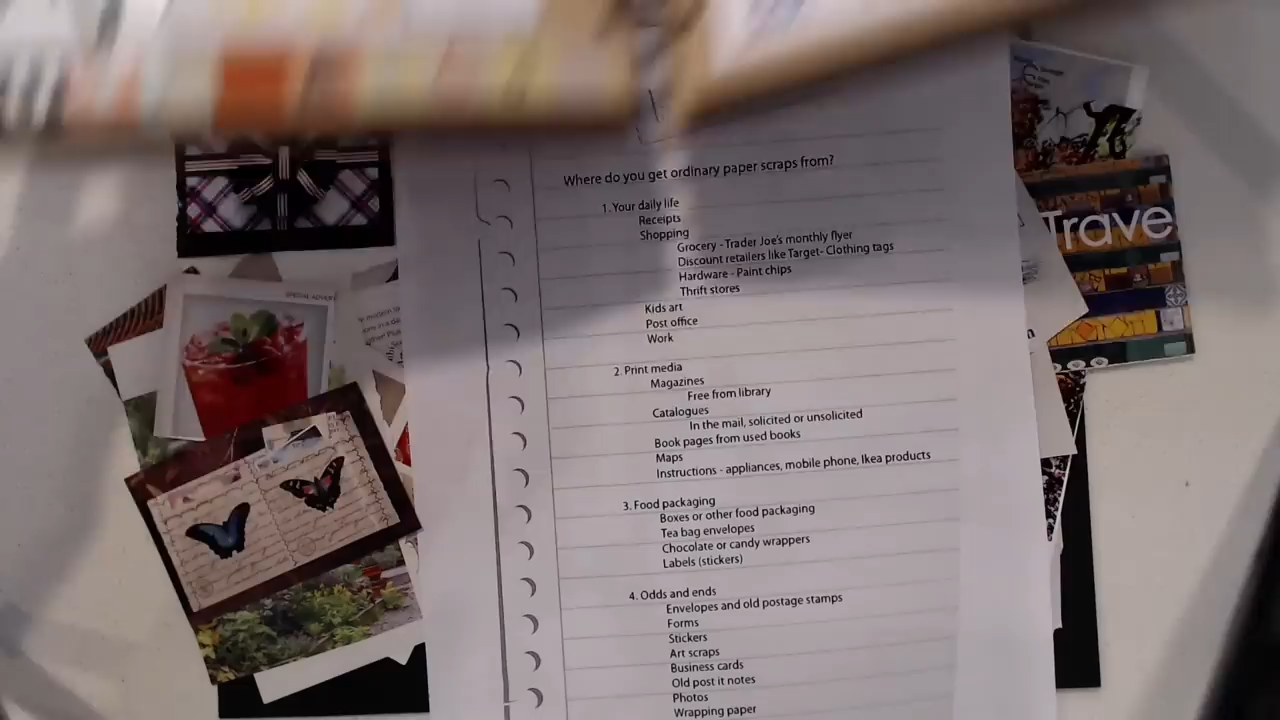 Where do you get ordinary paper scraps from?
1. Your daily life
Receipts
Shopping
Grocery - Trader Joe's monthly flyer
Discount retailers like Target- Clothing tags
Hardware - Paint chips
Thrift stores
Kids art
Post office
Work
2. Print media
Magazines
Free from library
Catalogues
In the mail, solicited or unsolicited
Book pages from used books
Maps
Instructions - appliances, mobile phone, Ikea products
3. Food packaging
Boxes or other food packaging
Tea bag envelopes
Chocolate or candy wrappers
Labels (stickers)
4. Odds and ends
Envelopes and old postage stamps
Forms
Stickers
Art scraps
Business cards
Old post it notes
Photos
Wrapping paper
SPECIAL
Trave